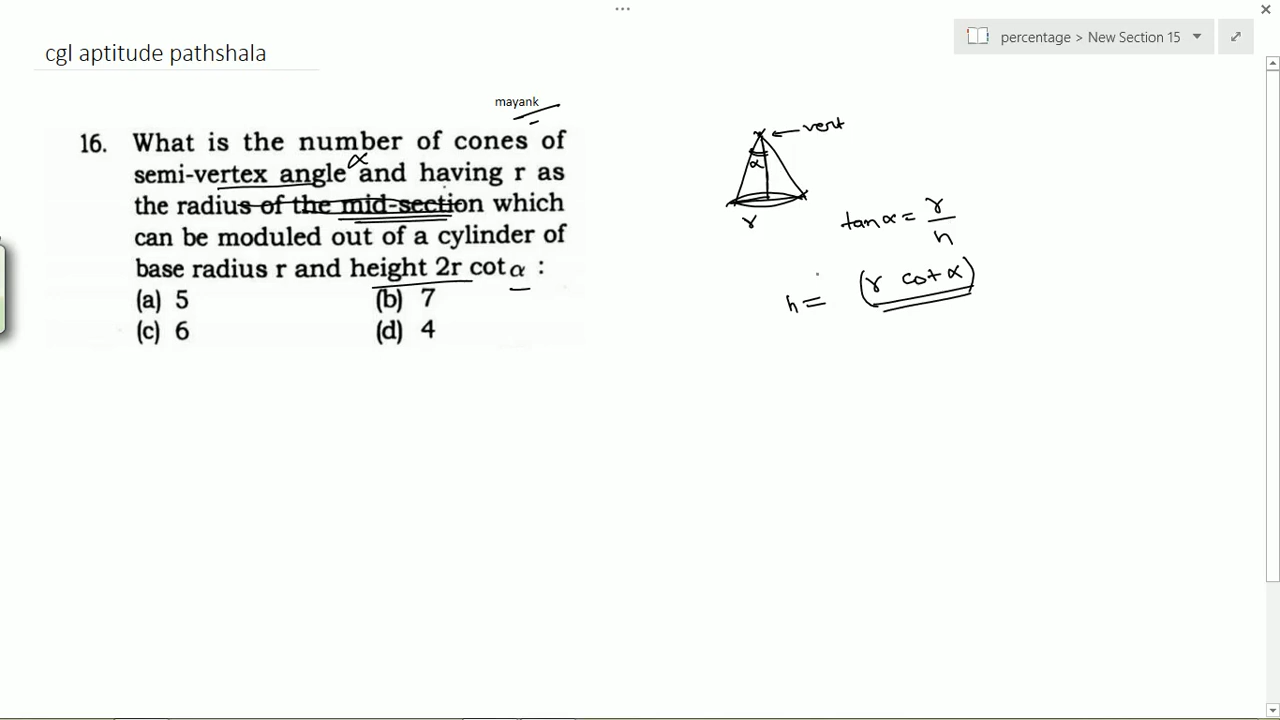 percentage > New Section 15
cgl aptitude pathshala
mayank
16. What is the number of cones of
semi-vertex angle α and having r as
the radius of the mid-section which
can be moduled out of a cylinder of
base radius r and height 2r cot α :
(a) 5 (b) 7
(c) 6 (d) 4
vert
α
r
tan α = r/h
h = (r cot α)